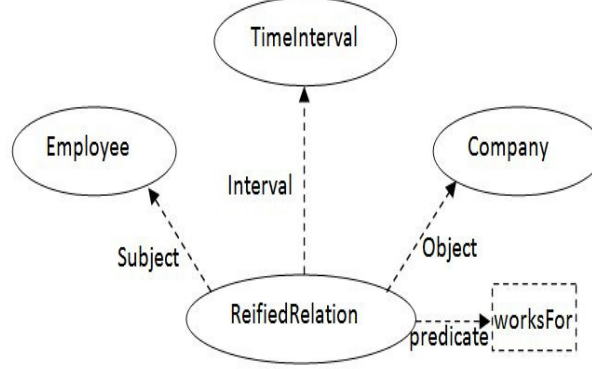 TimeInterval
Employee
Company
Interval
Subject
Object
ReifiedRelation
predicate
worksFor